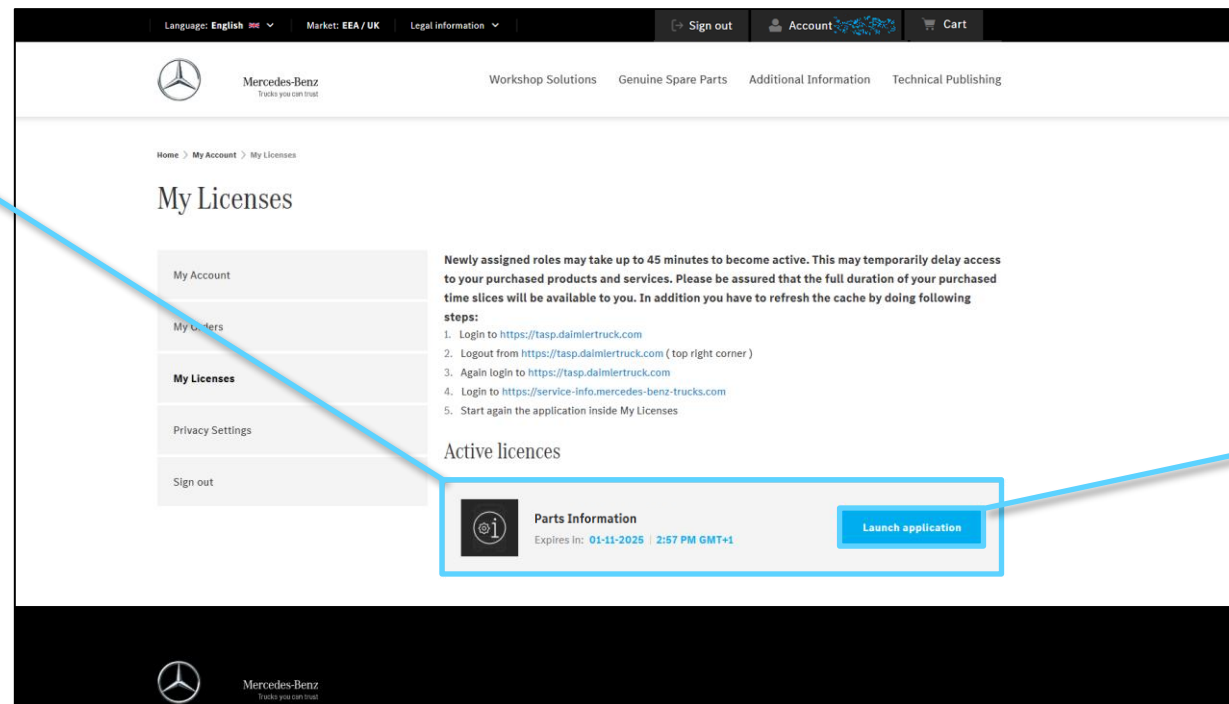 Language: English
Market: EEA / UK
Legal information
Sign out
Account
Cart
Mercedes-Benz
Trucks you can trust
Workshop Solutions
Genuine Spare Parts
Additional Information
Technical Publishing
Home > My Account > My Licenses
My Licenses
My Account
My Orders
My Licenses
Privacy Settings
Sign out
Newly assigned roles may take up to 45 minutes to become active. This may temporarily delay access
to your purchased products and services. Please be assured that the full duration of your purchased
time slices will be available to you. In addition you have to refresh the cache by doing following
steps:
1. Login to https://tasp.daimlertruck.com
2. Logout from https://tasp.daimlertruck.com ( top right corner )
3. Again login to https://tasp.daimlertruck.com
4. Login to https://service-info.mercedes-benz-trucks.com
5. Start again the application inside My Licenses
Active licences
Parts Information
Expires in: 01-11-2025 | 2:57 PM GMT+1
Launch application
Mercedes-Benz
Trucks you can trust